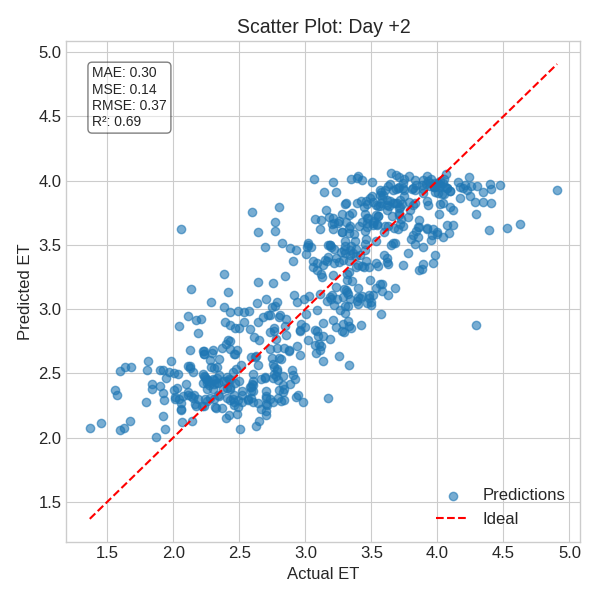 Scatter Plot: Day +2
MAE: 0.30
MSE: 0.14
RMSE: 0.37
R²: 0.69
Predicted ET
5.0
4.5
4.0
3.5
3.0
2.5
2.0
1.5
Predictions
Ideal
1.5 2.0 2.5 3.0 3.5 4.0 4.5 5.0
Actual ET